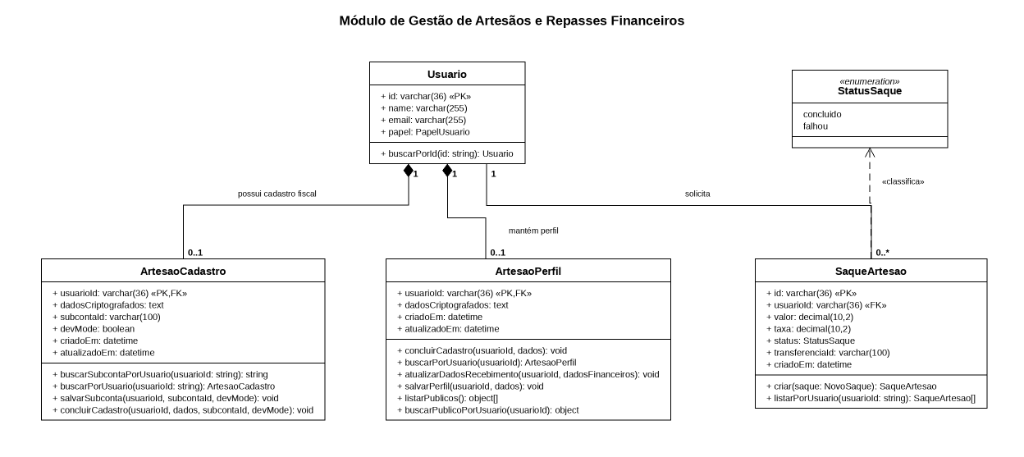 Módulo de Gestão de Artesãos e Repasses Financeiros
Usuario
+ id: varchar(36) «PK»
+ name: varchar(255)
+ email: varchar(255)
+ papel: PapelUsuario
+ buscarPorId(id: string): Usuario
«enumeration»
StatusSaque
concluido
falhou
1
1
1
possui cadastro fiscal
mantém perfil
solicita
«classifica»
0..1
0..1
0..*
ArtesaoCadastro
+ usuarioId: varchar(36) «PK,FK»
+ dadosCriptografados: text
+ subcontaId: varchar(100)
+ devMode: boolean
+ criadoEm: datetime
+ atualizadoEm: datetime
+ buscarSubcontaPorUsuario(usuarioId: string): string
+ buscarPorUsuario(usuarioId: string): ArtesaoCadastro
+ salvarSubconta(usuarioId, subcontaId, devMode): void
+ concluirCadastro(usuarioId, dados, subcontaId, devMode): void
ArtesaoPerfil
+ usuarioId: varchar(36) «PK,FK»
+ dadosCriptografados: text
+ criadoEm: datetime
+ atualizadoEm: datetime
+ concluirCadastro(usuarioId, dados): void
+ buscarPorUsuario(usuarioId): ArtesaoPerfil
+ atualizarDadosRecebimento(usuarioId, dadosFinanceiros): void
+ salvarPerfil(usuarioId, dados): void
+ listarPublicos(): object[]
+ buscarPublicoPorUsuario(usuarioId): object
SaqueArtesao
+ id: varchar(36) «PK»
+ usuarioId: varchar(36) «FK»
+ valor: decimal(10,2)
+ taxa: decimal(10,2)
+ status: StatusSaque
+ transferenciaId: varchar(100)
+ criadoEm: datetime
+ criar(saque: NovoSaque): SaqueArtesao
+ listarPorUsuario(usuarioId: string): SaqueArtesao[]